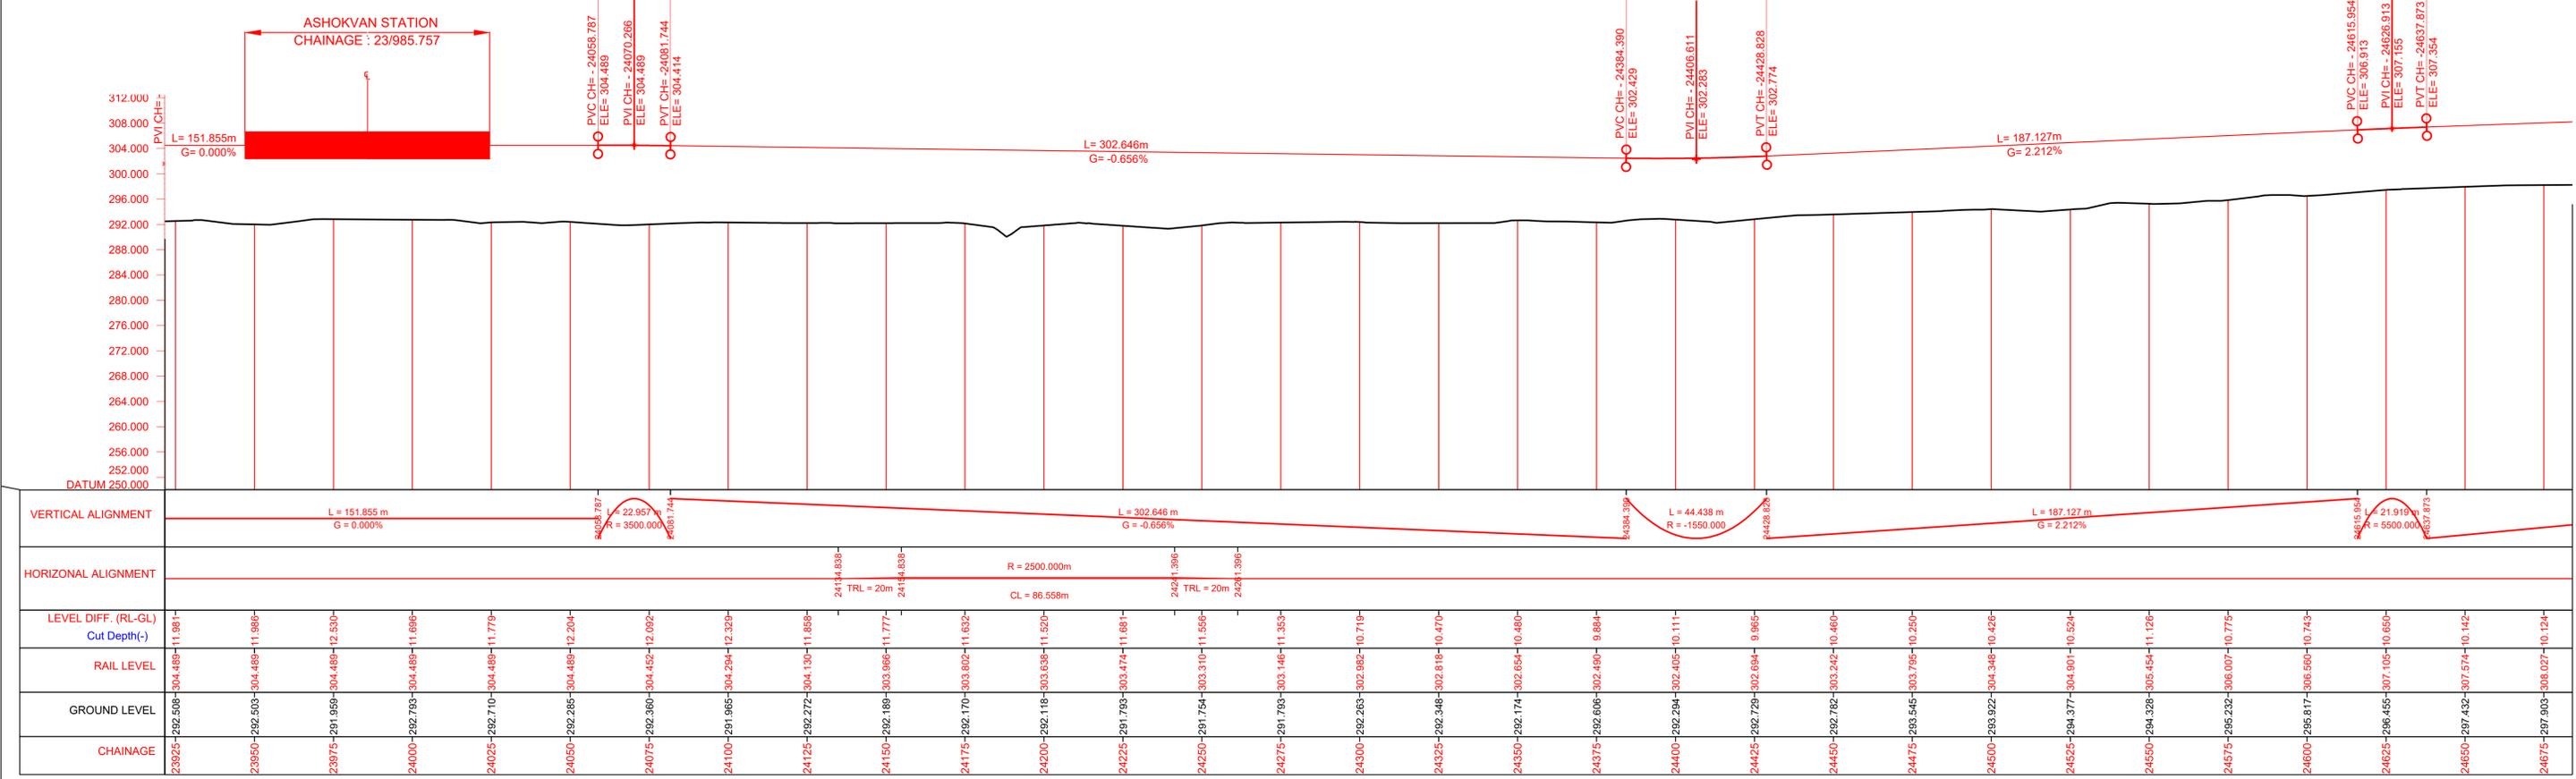 ASHOKVAN STATION
CHAINAGE : 23/985.757
PVI CH= -
PVC CH= - 24058.787
ELE= 304.489
PVI CH= - 24070.266
ELE= 304.489
PVT CH= -24081.744
ELE= 304.414
PVC CH= - 24384.390
ELE= 302.429
PVI CH= - 24406.611
ELE= 302.283
PVT CH= -24428.828
ELE= 302.774
PVC CH= - 24615.954
ELE= 306.913
PVI CH= - 24626.913
ELE= 307.155
PVT CH= -24637.873
ELE= 307.354
312.000
308.000
304.000
300.000
296.000
292.000
288.000
284.000
280.000
276.000
272.000
268.000
264.000
260.000
256.000
252.000
DATUM 250.000
L= 151.855m
G= 0.000%
L= 302.646m
G= -0.656%
L= 187.127m
G= 2.212%
VERTICAL ALIGNMENT
L = 151.855 m
G = 0.000%
24058.787
L = 22.957 m
R = 3500.000
24081.744
L = 302.646 m
G = -0.656%
24384.390
L = 44.438 m
R = -1550.000
24428.828
L = 187.127 m
G = 2.212%
24615.954
L = 21.919 m
R = 5500.000
24637.873
HORIZONAL ALIGNMENT
24134.838
TRL = 20m
24154.838
R = 2500.000m
CL = 86.558m
24241.396
TRL = 20m
24261.396
LEVEL DIFF. (RL-GL)
Cut Depth(-)
11.981 11.986 12.530 11.696 11.779 12.204 12.092 12.329 11.858 11.777 11.632 11.520 11.681 11.556 11.353 10.719 10.470 10.480 9.884 10.111 9.965 10.460 10.250 10.426 10.524 11.126 10.775 10.743 10.650 10.142 10.124
RAIL LEVEL
304.489 304.489 304.489 304.489 304.489 304.489 304.452 304.294 304.130 303.966 303.802 303.638 303.474 303.310 303.146 302.982 302.818 302.654 302.490 302.405 302.694 303.242 303.795 304.348 304.901 305.454 306.007 306.560 307.105 307.574 308.027
GROUND LEVEL
292.508 292.503 291.959 292.793 292.710 292.285 292.360 291.965 292.272 292.189 292.170 292.118 291.793 291.754 291.793 292.263 292.348 292.174 292.606 292.294 292.729 292.782 293.545 293.922 294.377 294.328 295.232 295.817 296.455 297.432 297.903
CHAINAGE
23925 23950 23975 24000 24025 24050 24075 24100 24125 24150 24175 24200 24225 24250 24275 24300 24325 24350 24375 24400 24425 24450 24475 24500 24525 24550 24575 24600 24625 24650 24675